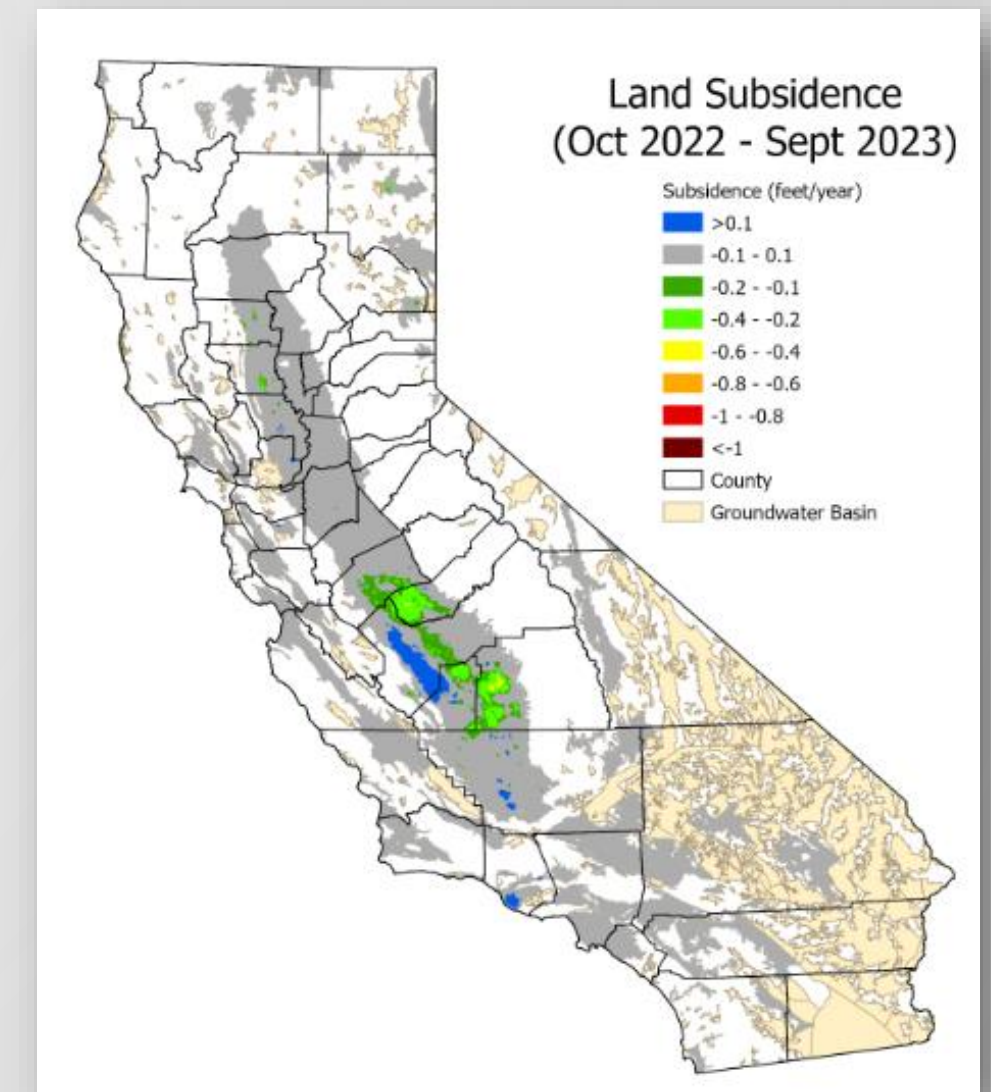 Land Subsidence
(Oct 2022 - Sept 2023)
Subsidence (feet/year)
>0.1
-0.1 - 0.1
-0.2 - -0.1
-0.4 - -0.2
-0.6 - -0.4
-0.8 - -0.6
-1 - -0.8
<-1
County
Groundwater Basin